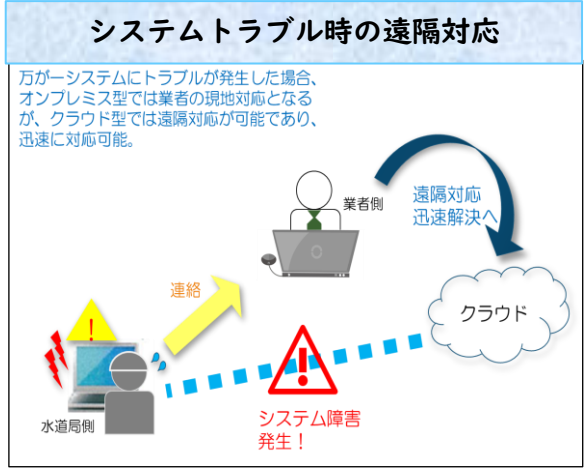 システムトラブル時の遠隔対応
万が一システムにトラブルが発生した場合、
オンプレミス型では業者の現地対応となる
が、クラウド型では遠隔対応が可能であり、
迅速に対応可能。
業者側
遠隔対応
迅速解決へ
連絡
クラウド
!
!
水道局側
システム障害
発生！